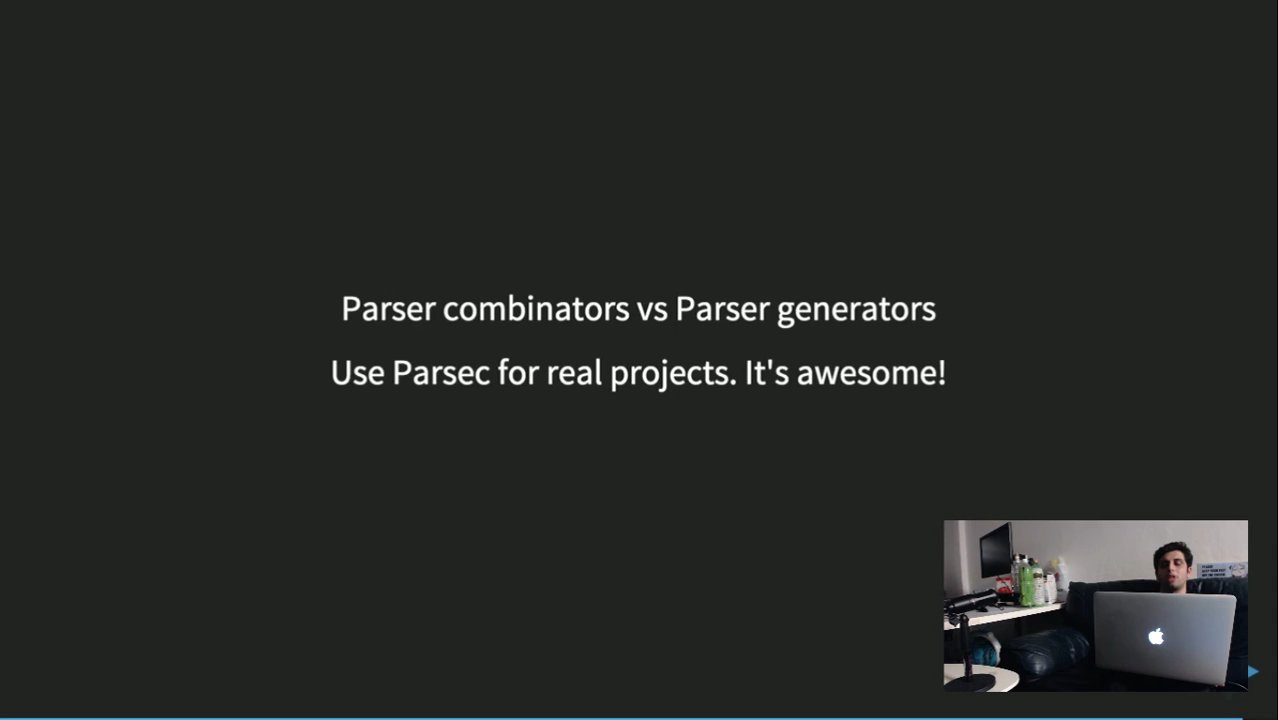 Parser combinators vs Parser generators
Use Parsec for real projects. It's awesome!